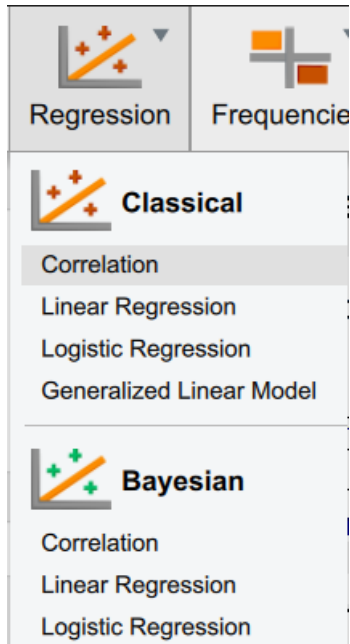 Regression Frequencie
Classical
Correlation
Linear Regression
Logistic Regression
Generalized Linear Model
Bayesian
Correlation
Linear Regression
Logistic Regression